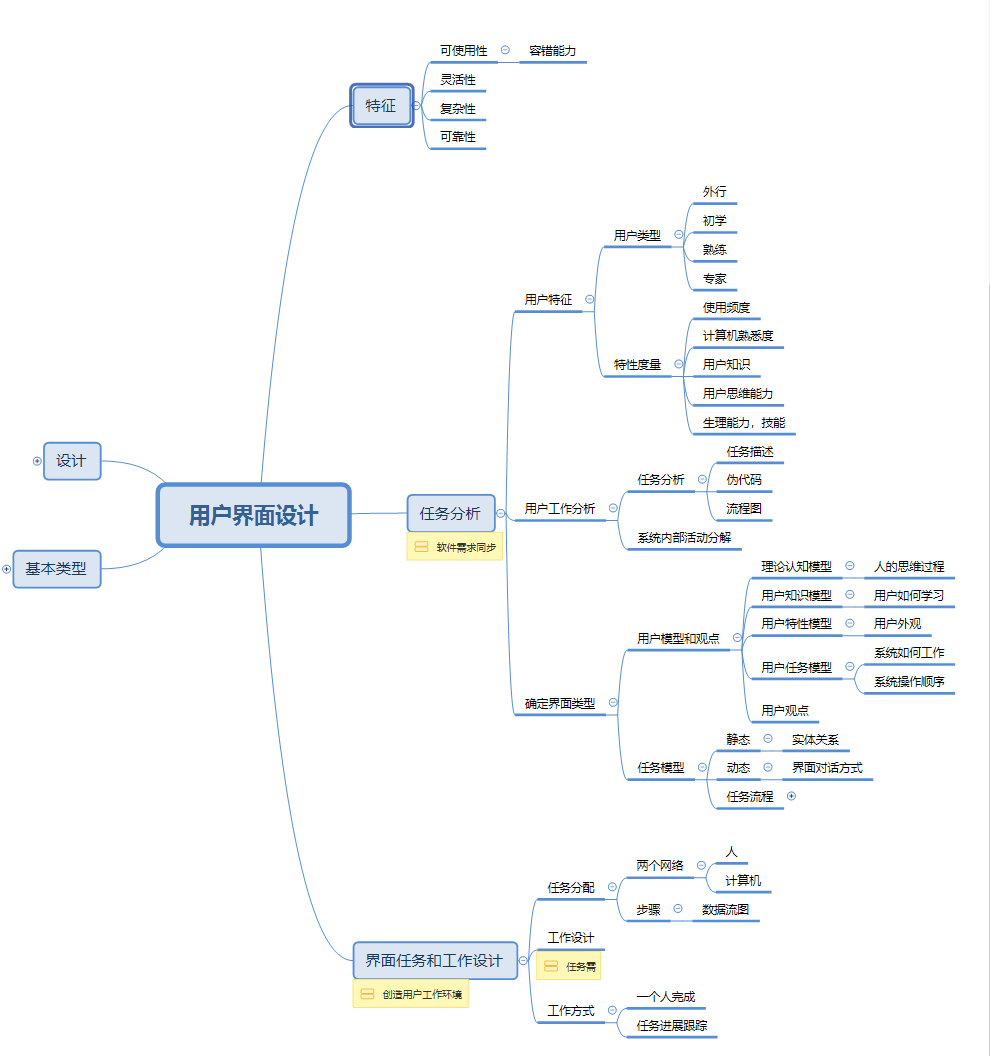 用户界面设计
特征
可使用性
容错能力
灵活性
复杂性
可靠性
任务分析
软件需求同步
用户特征
用户类型
外行
初学
熟练
专家
特性度量
使用频度
计算机熟悉度
用户知识
用户思维能力
生理能力，技能
用户工作分析
任务分析
任务描述
伪代码
流程图
系统内部活动分解
确定界面类型
用户模型和观点
理论认知模型
人的思维过程
用户知识模型
用户如何学习
用户特性模型
用户外观
用户任务模型
系统如何工作
系统操作顺序
用户观点
任务模型
静态
实体关系
动态
界面对话方式
任务流程
界面任务和工作设计
创造用户工作环境
任务分配
两个网络
人
计算机
步骤
数据流图
工作设计
任务需
工作方式
一个人完成
任务进展跟踪
设计
基本类型